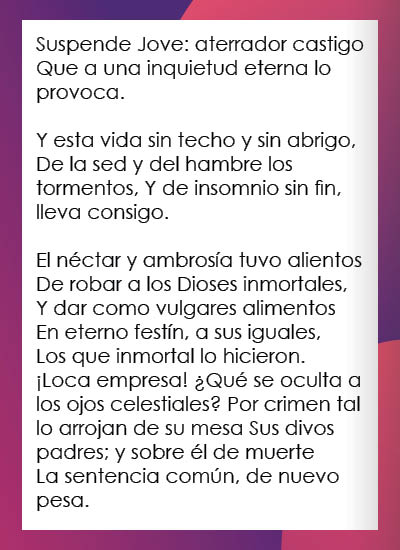 Suspende Jove: aterrador castigo
Que a una inquietud eterna lo
provoca.

Y esta vida sin techo y sin abrigo,
De la sed y del hambre los
tormentos, Y de insomnio sin fin,
lleva consigo.

El néctar y ambrosía tuvo alientos
De robar a los Dioses inmortales,
Y dar como vulgares alimentos
En eterno festín, a sus iguales,
Los que inmortal lo hicieron.
¡Loca empresa! ¿Qué se oculta a
los ojos celestiales? Por crimen tal
lo arrojan de su mesa Sus divos
padres; y sobre él de muerte
La sentencia común, de nuevo
pesa.